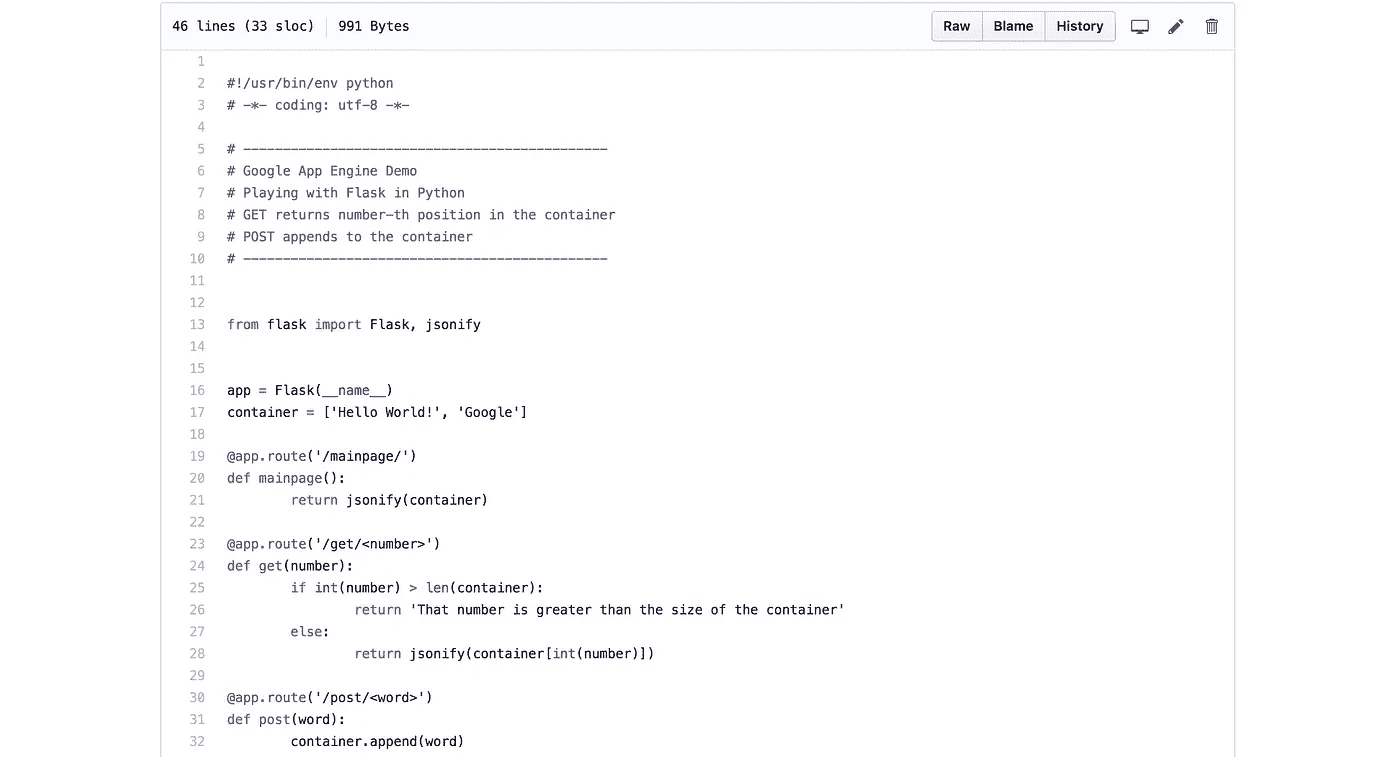 46 lines (33 sloc) 991 Bytes Raw Blame History
1
2 #!/usr/bin/env python
3 # -*- coding: utf-8 -*-
4
5 # ----------------------------------------------
6 # Google App Engine Demo
7 # Playing with Flask in Python
8 # GET returns number-th position in the container
9 # POST appends to the container
10 # ----------------------------------------------
11
12
13 from flask import Flask, jsonify
14
15
16 app = Flask(__name__)
17 container = ['Hello World!', 'Google']
18
19 @app.route('/mainpage/')
20 def mainpage():
21         return jsonify(container)
22
23 @app.route('/get/<number>')
24 def get(number):
25         if int(number) > len(container):
26                 return 'That number is greater than the size of the container'
27         else:
28                 return jsonify(container[int(number)])
29
30 @app.route('/post/<word>')
31 def post(word):
32         container.append(word)